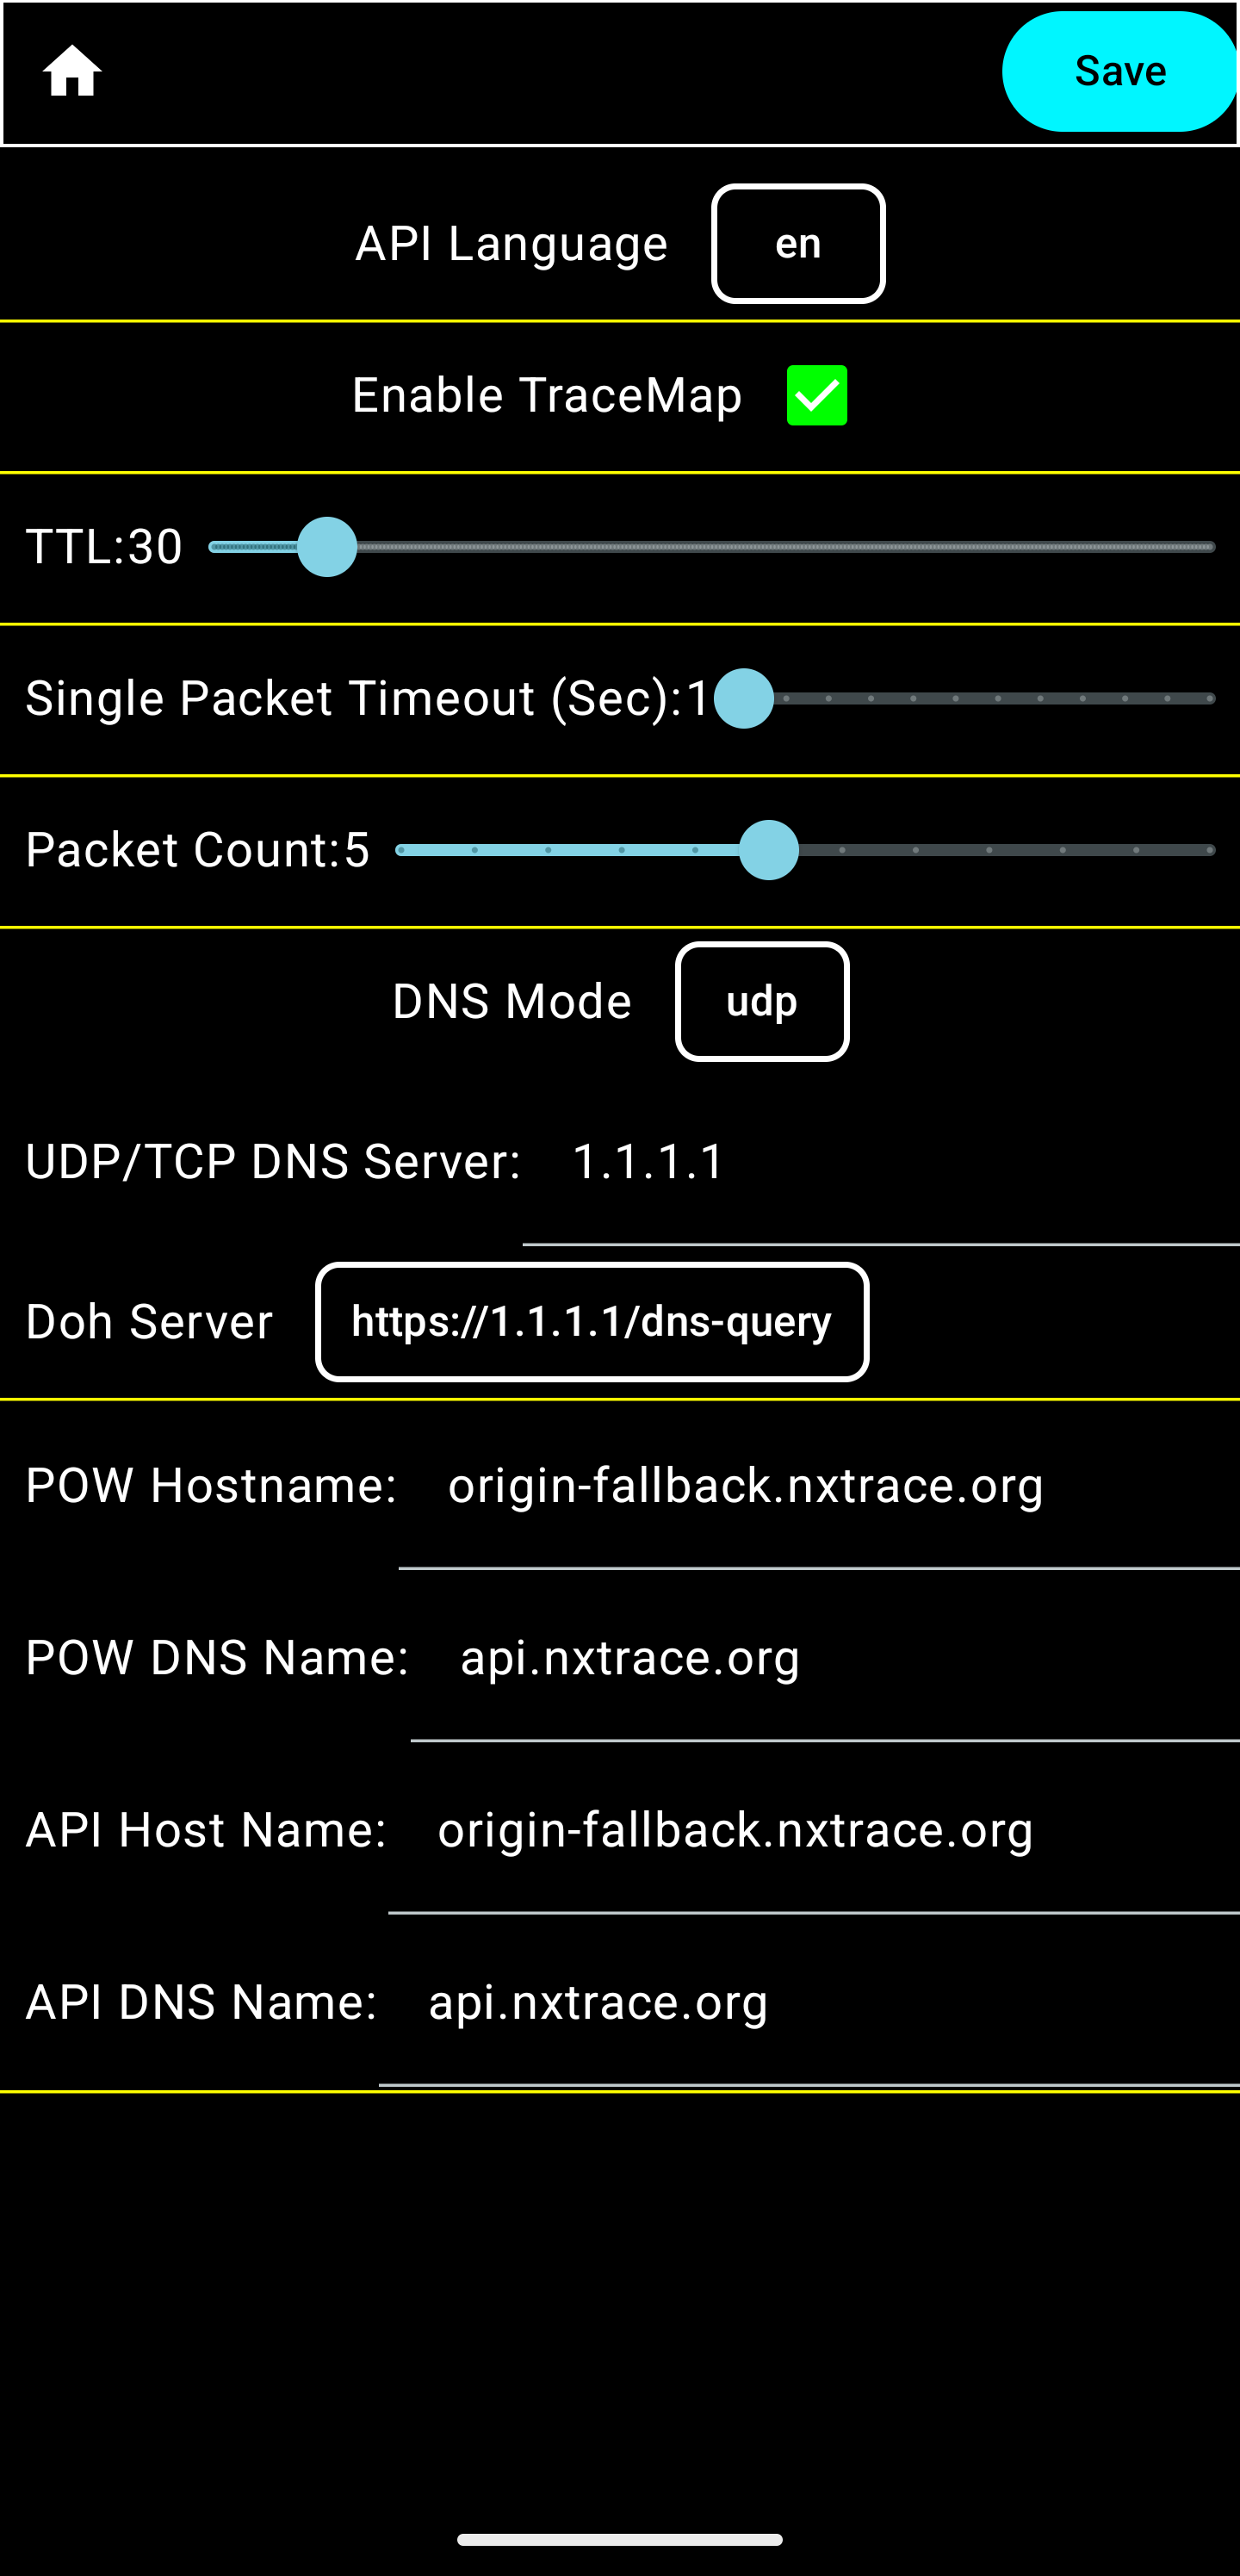 Save
API Language en
Enable TraceMap
TTL:30
Single Packet Timeout (Sec):1
Packet Count:5
DNS Mode udp
UDP/TCP DNS Server: 1.1.1.1
Doh Server https://1.1.1.1/dns-query
POW Hostname: origin-fallback.nxtrace.org
POW DNS Name: api.nxtrace.org
API Host Name: origin-fallback.nxtrace.org
API DNS Name: api.nxtrace.org